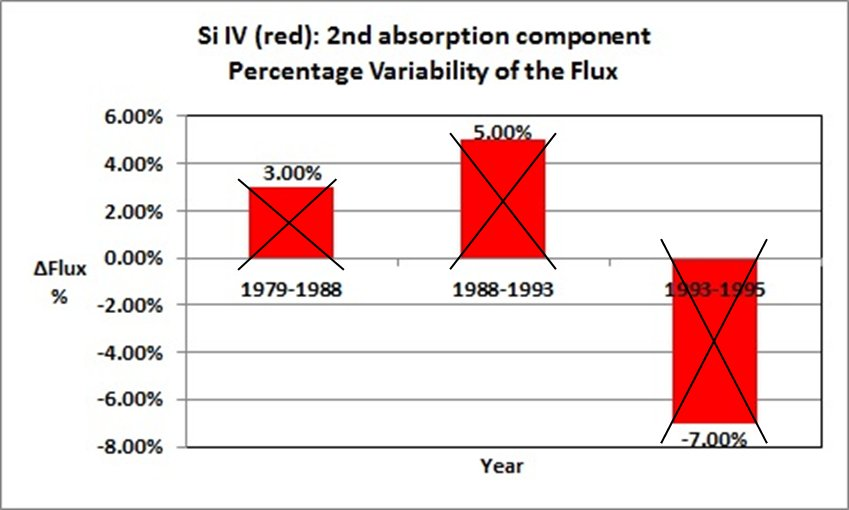 Si IV (red): 2nd absorption component
Percentage Variability of the Flux
6.00%
5.00%
4.00%
3.00%
2.00%
0.00%
ΔFlux
%
1979-1988 1988-1993 1993-1995
-2.00%
-4.00%
-6.00%
-7.00%
-8.00%
Year